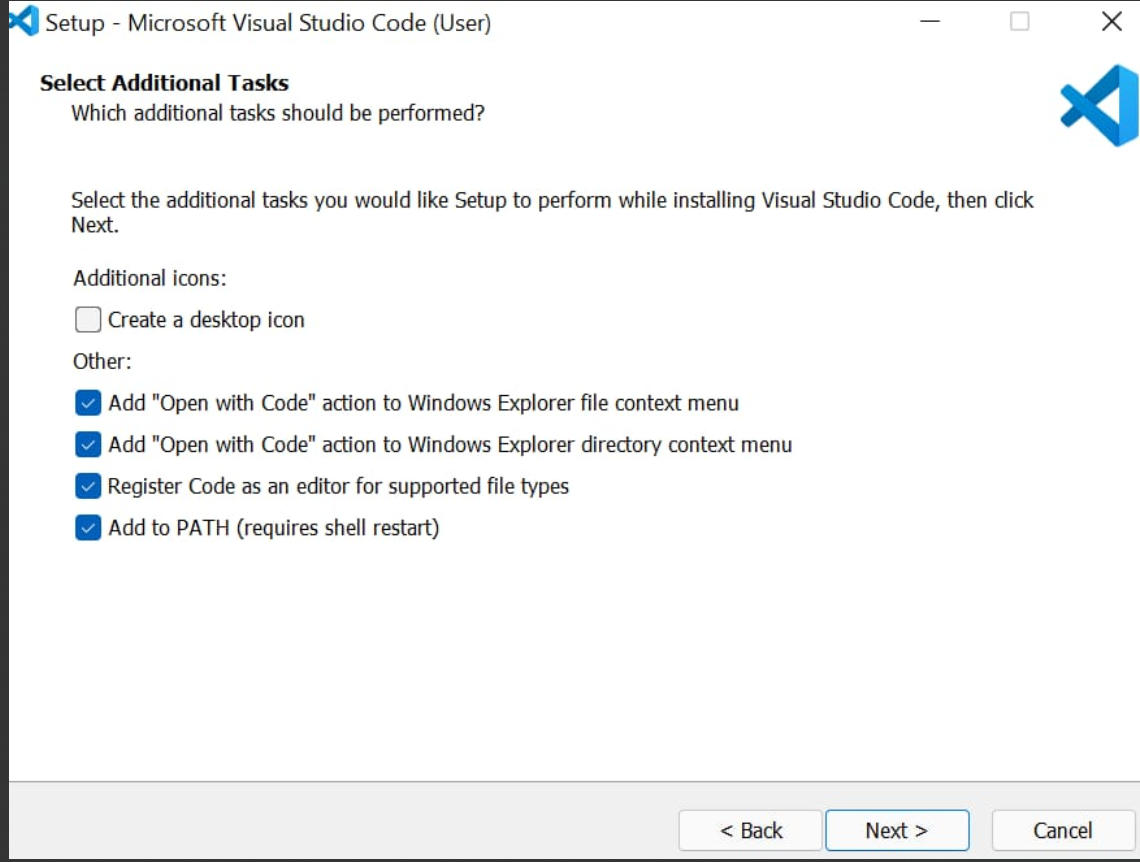 Setup - Microsoft Visual Studio Code (User)
Select Additional Tasks
Which additional tasks should be performed?
Select the additional tasks you would like Setup to perform while installing Visual Studio Code, then click
Next.
Additional icons:
Create a desktop icon
Other:
Add "Open with Code" action to Windows Explorer file context menu
Add "Open with Code" action to Windows Explorer directory context menu
Register Code as an editor for supported file types
Add to PATH (requires shell restart)
< Back Next > Cancel